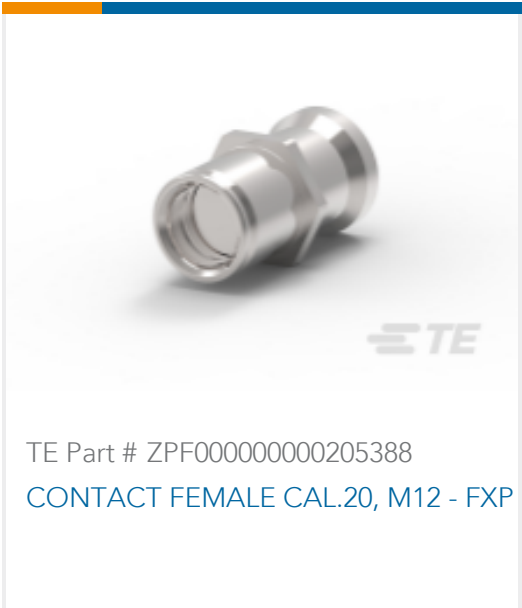 TE
TE Part # ZPF000000000205388
CONTACT FEMALE CAL.20, M12 - FXP